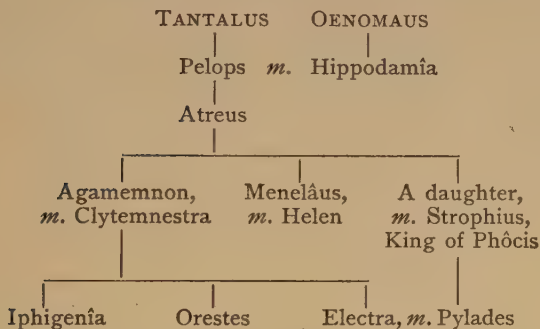 TANTALUS OENOMAUS
Pelops m. Hippodamîa
Atreus
Agamemnon, Menelâus, A daughter,
m. Clytemnestra m. Helen m. Strophius,
King of Phôcis
Iphigenîa Orestes Electra, m. Pylades